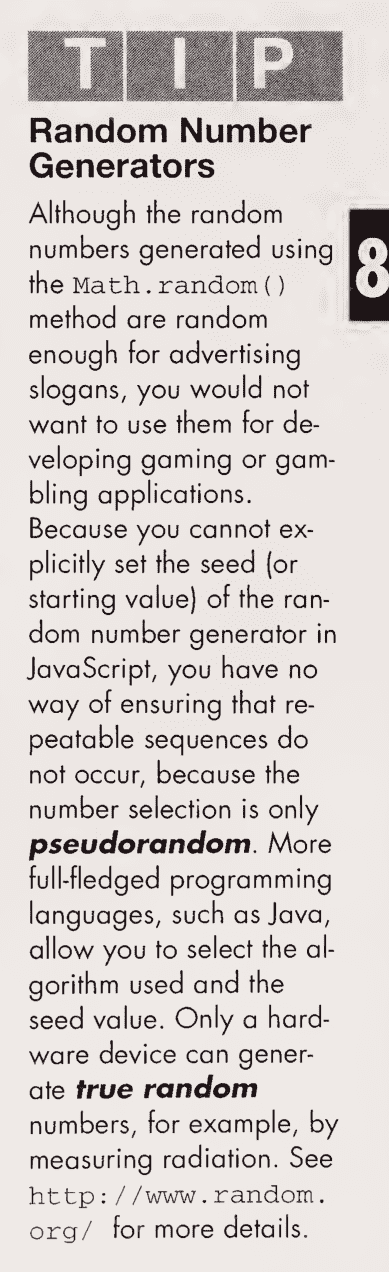 TIP
Random Number
Generators
Although the random
numbers generated using
the Math.random()
method are random
enough for advertising
slogans, you would not
want to use them for de-
veloping gaming or gam-
bling applications.
Because you cannot ex-
plicitly set the seed (or
starting value) of the ran-
dom number generator in
JavaScript, you have no
way of ensuring that re-
peatable sequences do
not occur, because the
number selection is only
pseudorandom. More
full-fledged programming
languages, such as Java,
allow you to select the al-
gorithm used and the
seed value. Only a hard-
ware device can gener-
ate true random
numbers, for example, by
measuring radiation. See
http://www.random.
org/ for more details.
8